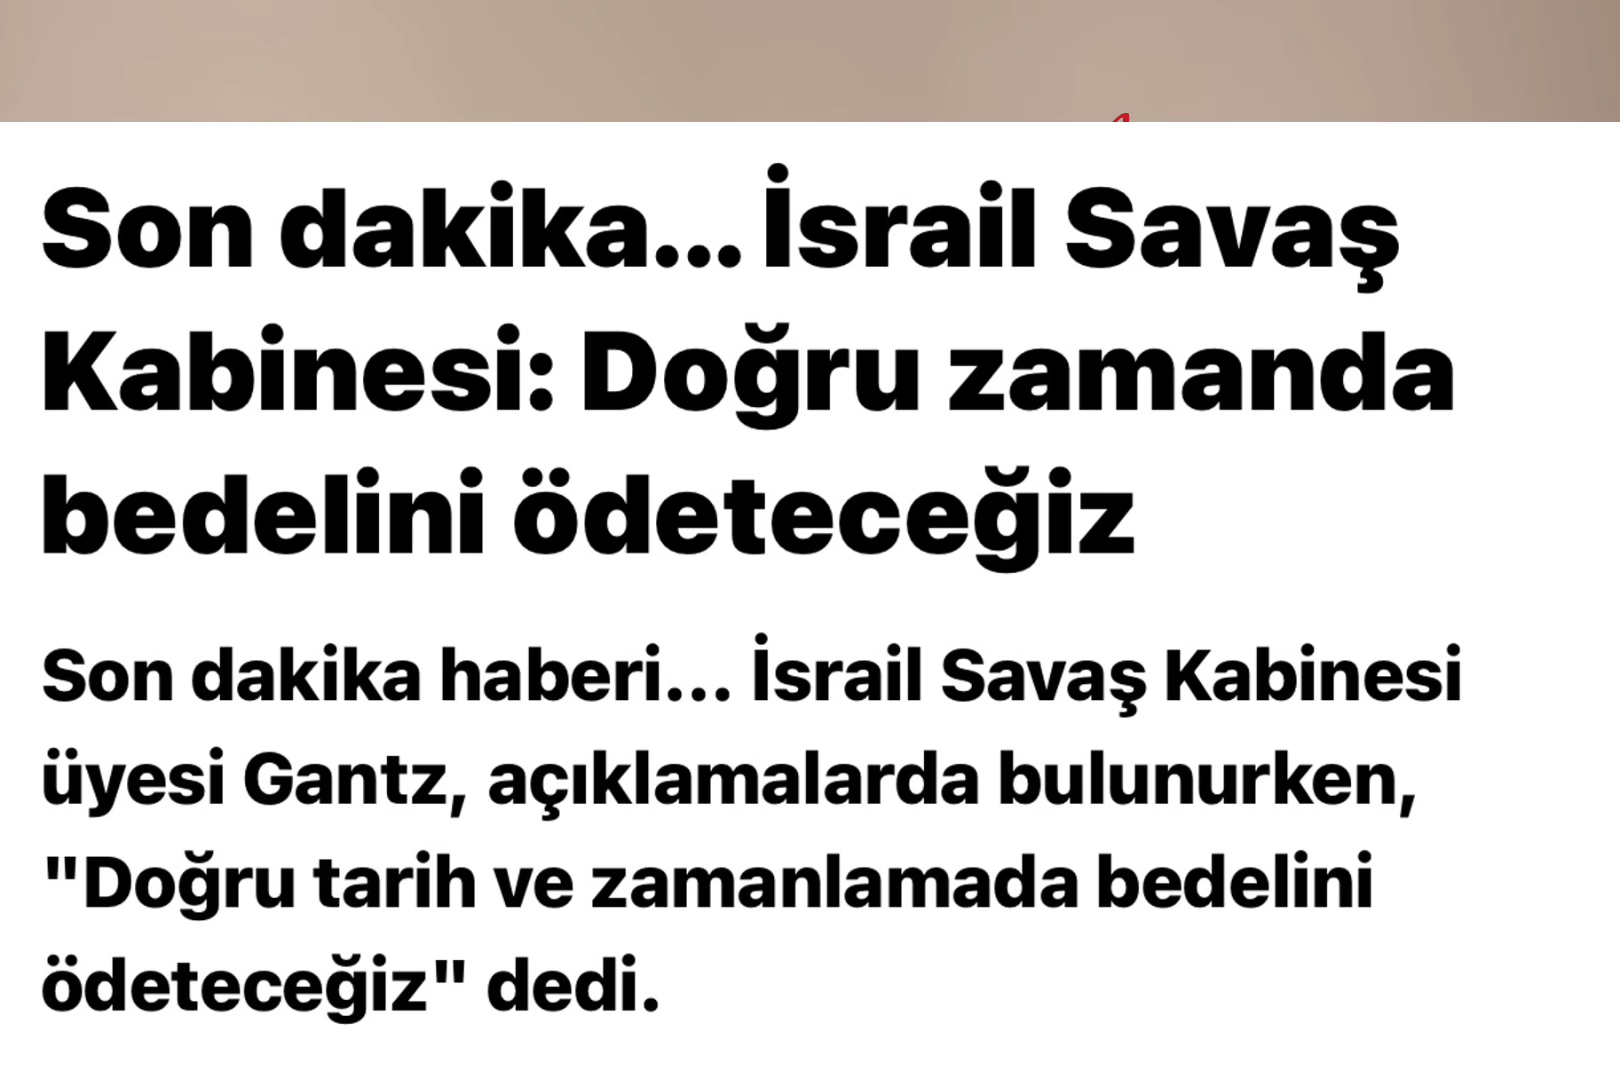 Son dakika... İsrail Savaş
Kabinesi: Doğru zamanda
bedelini ödeteceğiz
Son dakika haberi... İsrail Savaş Kabinesi
üyesi Gantz, açıklamalarda bulunurken,
"Doğru tarih ve zamanlamada bedelini
ödeteceğiz" dedi.